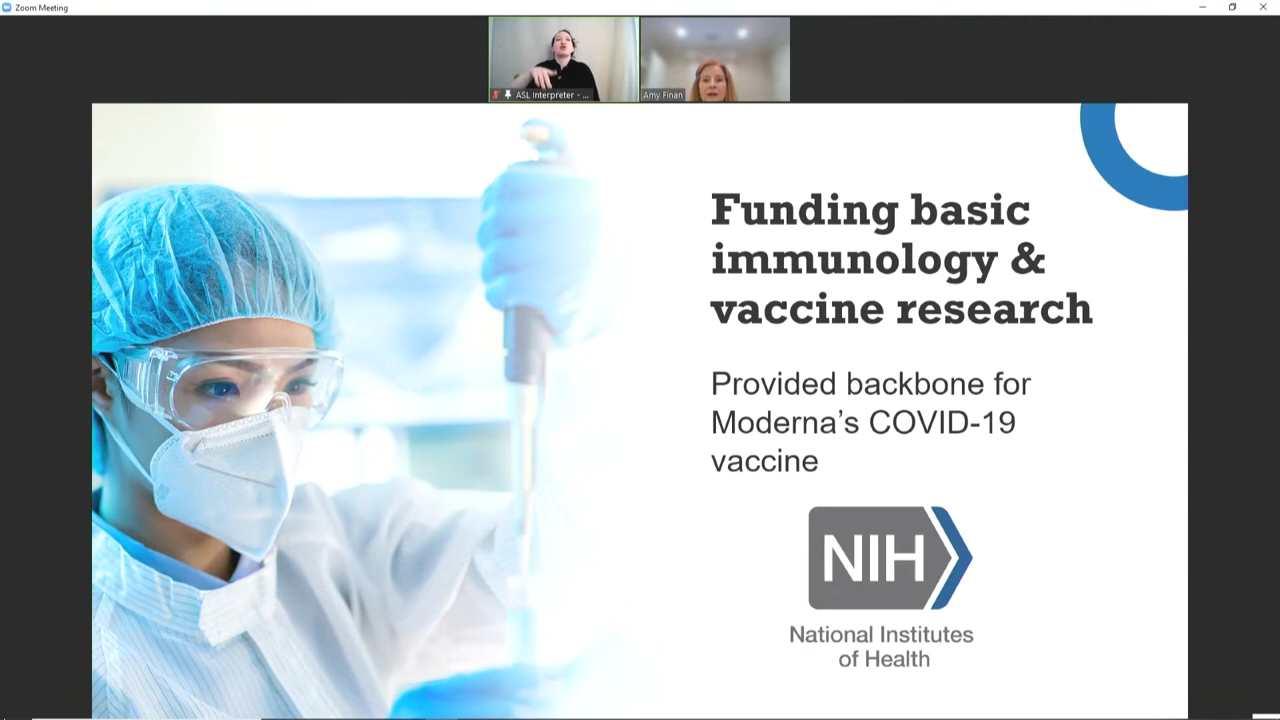 Zoom Meeting
ASL Interpreter - ...
Amy Finan
Funding basic
immunology &
vaccine research
Provided backbone for
Moderna’s COVID-19
vaccine
NIH
National Institutes
of Health